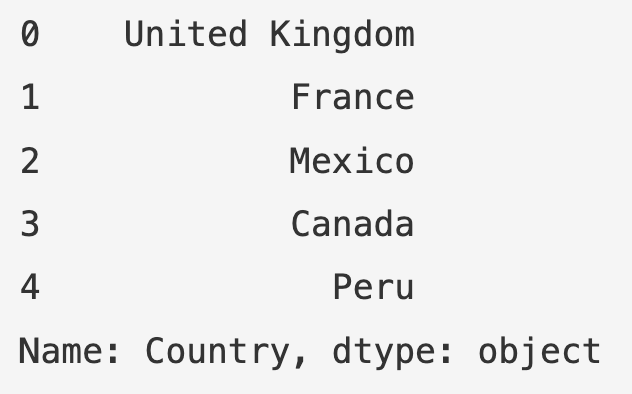 0    United Kingdom
1            France
2            Mexico
3            Canada
4              Peru
Name: Country, dtype: object